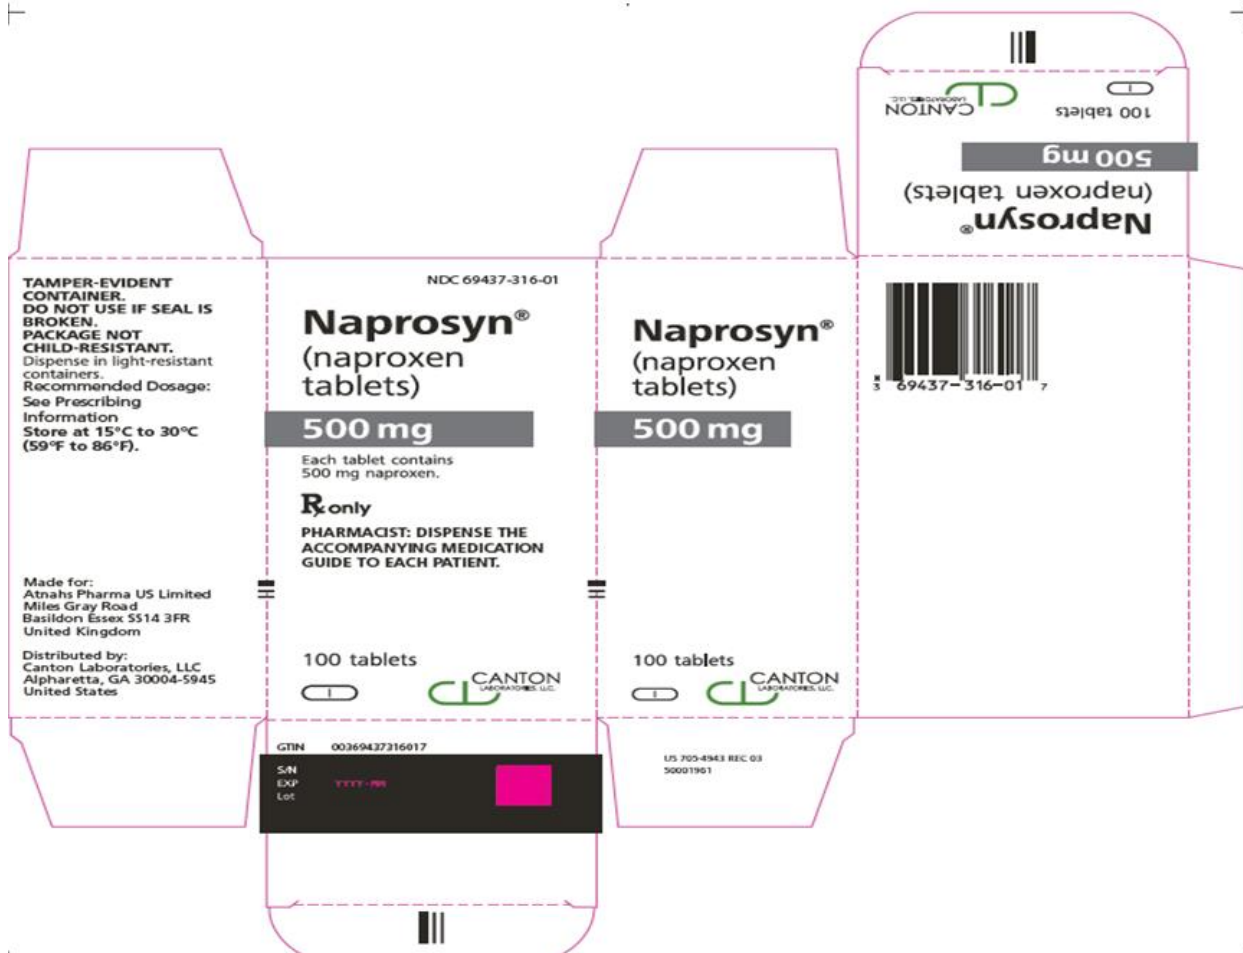 TAMPER-EVIDENT
CONTAINER.
DO NOT USE IF SEAL IS
BROKEN.
PACKAGE NOT
CHILD-RESISTANT.
Dispense in light-resistant
containers.
Recommended Dosage:
See Prescribing
Information
Store at 15°C to 30°C
(59°F to 86°F).
Made for:
Atnahs Pharma US Limited
Miles Gray Road
Basildon Essex SS14 3FR
United Kingdom
Distributed by:
Canton Laboratories, LLC
Alpharetta, GA 30004-5945
United States
NDC 69437-316-01
Naprosyn®
(naproxen
tablets)
500 mg
Each tablet contains
500 mg naproxen.
Rx only
PHARMACIST: DISPENSE THE
ACCOMPANYING MEDICATION
GUIDE TO EACH PATIENT.
100 tablets
CANTON
LABORATORIES, LLC.
GTIN 00369437316017
S/N
EXP YYYY-MM
Lot
Naprosyn®
(naproxen
tablets)
500 mg
100 tablets
CANTON
LABORATORIES, LLC.
US 705-4943 REC 03
50001961
Naprosyn®
(naproxen tablets)
500 mg
100 tablets
CANTON
LABORATORIES, LLC.
N
3 69437-316-01 7